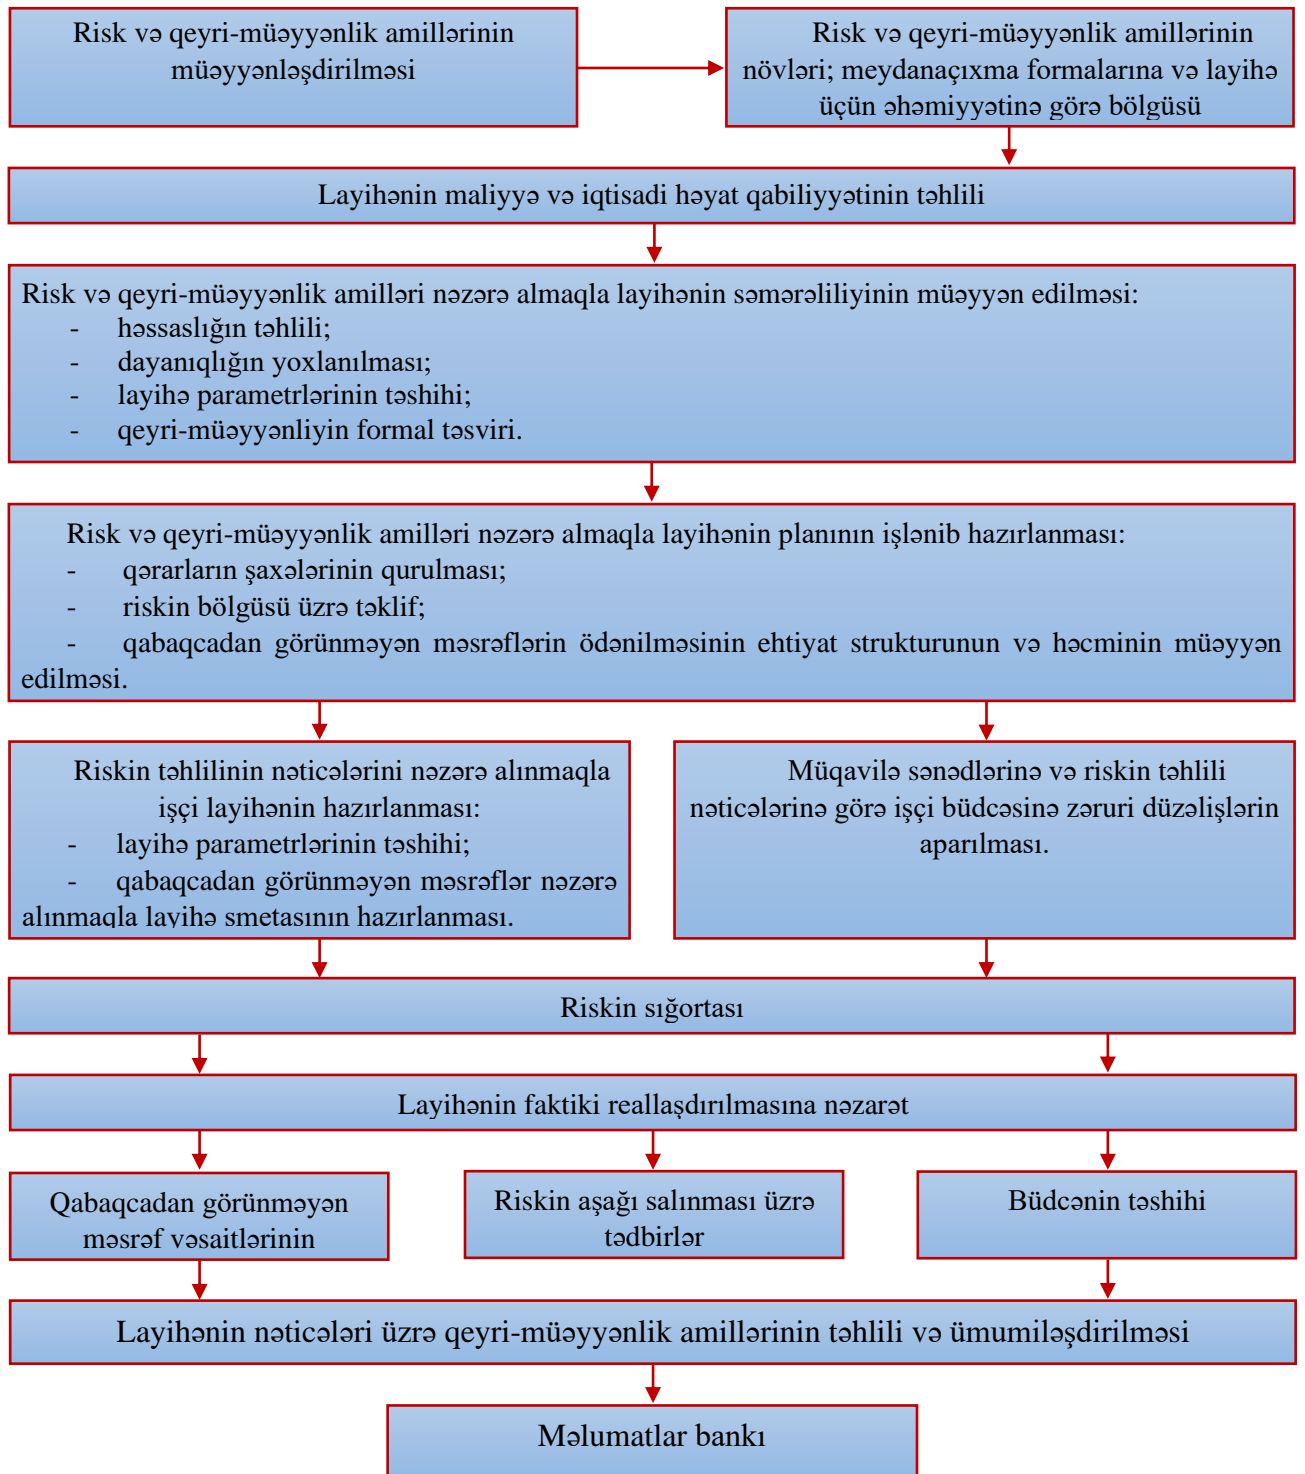 Risk və qeyri-müəyyənlik amillərinin
müəyyənləşdirilməsi
Risk və qeyri-müəyyənlik amillərinin
növləri; meydanaçıxma formalarına və layihə
üçün əhəmiyyətinə görə bölgüsü
Layihənin maliyyə və iqtisadi həyat qabiliyyətinin təhlili
Risk və qeyri-müəyyənlik amilləri nəzərə almaqla layihənin səmərəliliyinin müəyyən edilməsi:
- həssaslığın təhlili;
- dayanıqlığın yoxlanılması;
- layihə parametrlərinin təshihi;
- qeyri-müəyyənliyin formal təsviri.
Risk və qeyri-müəyyənlik amilləri nəzərə almaqla layihənin planının işlənib hazırlanması:
- qərarların şaxələrinin qurulması;
- riskin bölgüsü üzrə təklif;
- qabaqcadan görünməyən məsrəflərin ödənilməsinin ehtiyat strukturunun və həcminin müəyyən
edilməsi.
Riskin təhlilinin nəticələrini nəzərə alınmaqla
işçi layihənin hazırlanması:
- layihə parametrlərinin təshihi;
- qabaqcadan görünməyən məsrəflər nəzərə
alınmaqla layihə smetasının hazırlanması.
Müqavilə sənədlərinə və riskin təhlili
nəticələrinə görə işçi büdcəsinə zəruri düzəlişlərin
aparılması.
Riskin sığortası
Layihənin faktiki reallaşdırılmasına nəzarət
Qabaqcadan görünməyən
məsrəf vəsaitlərinin
Riskin aşağı salınması üzrə
tədbirlər
Büdcənin təshihi
Layihənin nəticələri üzrə qeyri-müəyyənlik amillərinin təhlili və ümumiləşdirilməsi
Məlumatlar bankı